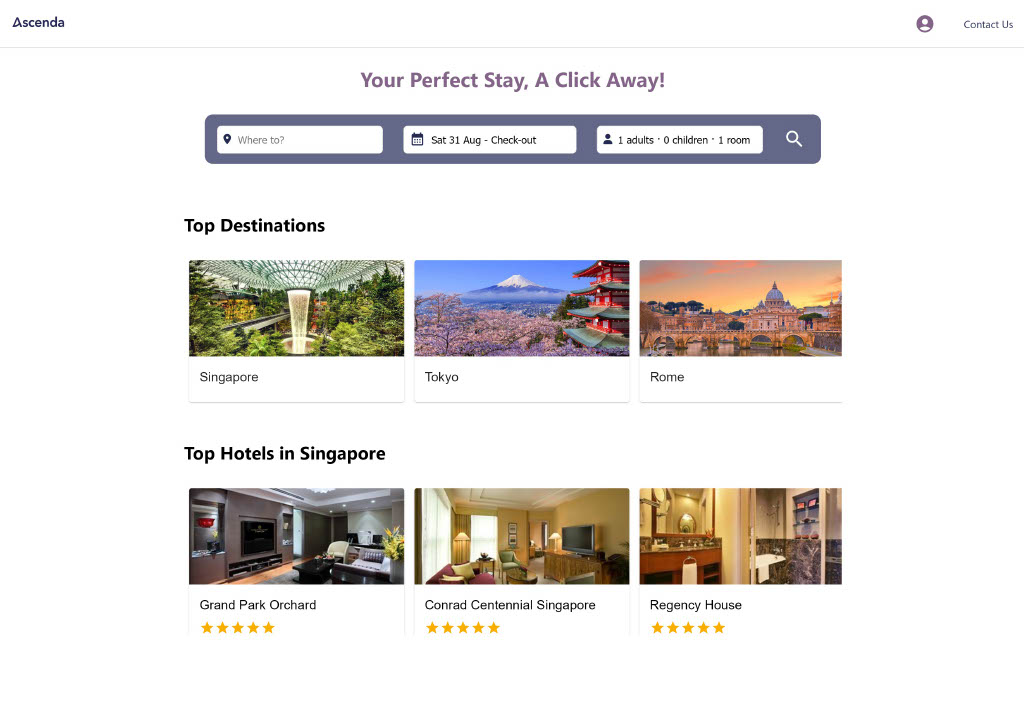 Ascenda
Contact Us
Your Perfect Stay, A Click Away!
Where to?
Sat 31 Aug - Check-out
1 adults · 0 children · 1 room
Top Destinations
Singapore
Tokyo
Rome
Top Hotels in Singapore
Grand Park Orchard
Conrad Centennial Singapore
Regency House